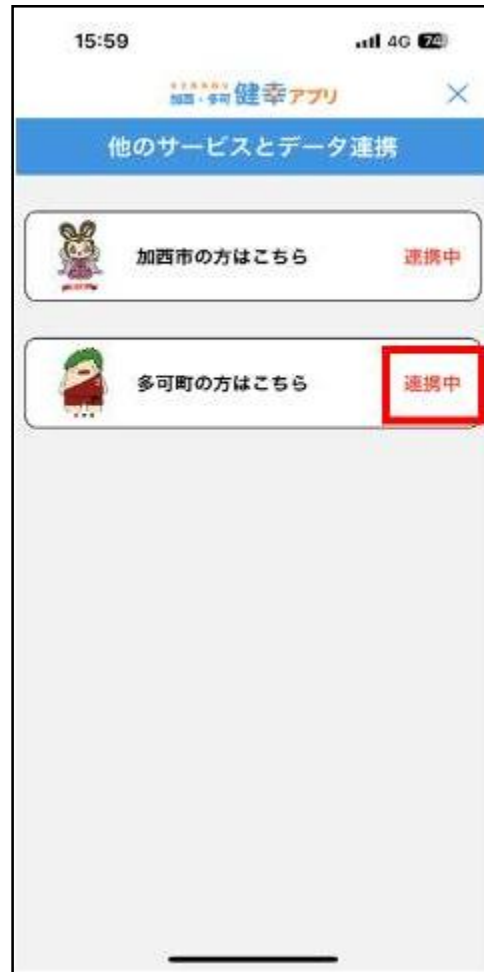 15:59
4G 74
加西・多可 健幸アプリ
他のサービスとデータ連携
加西市の方はこちら
連携中
多可町の方はこちら
連携中